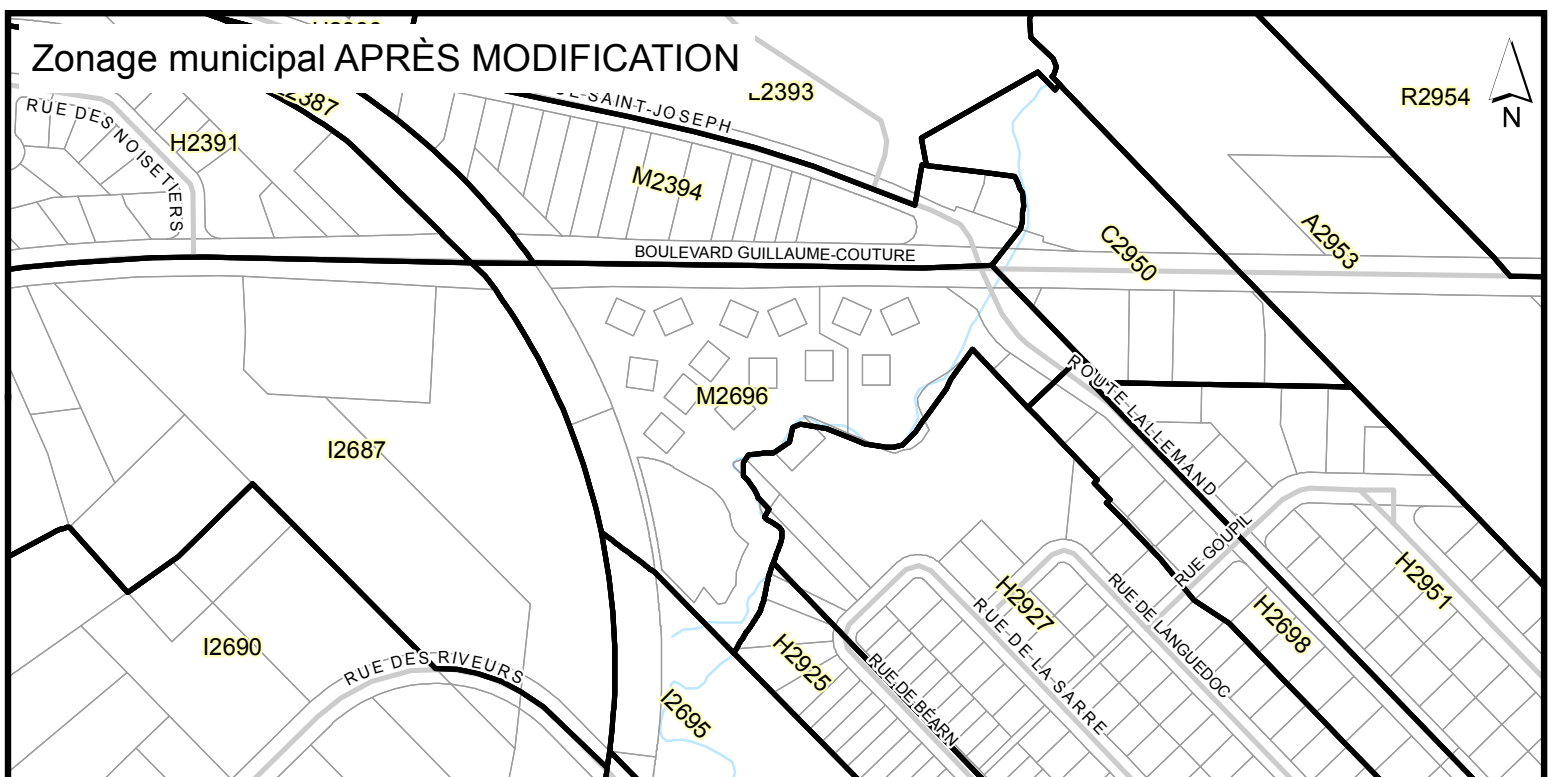 Zonage municipal APRÈS MODIFICATION
L2393
R2954
N
RUE DES NOISETIERS
H2391
SAINT-JOSEPH
M2394
BOULEVARD GUILLAUME-COUTURE
C2950
A2953
M2696
I2687
ROUTE LALLEMAND
RUE GOUPIL
H2951
H2927
RUE DE LANGUEDOC
H2698
RUE DE LA SARRE
I2690
RUE DES RIVEURS
H2925
RUE DE BÉARN
I2695